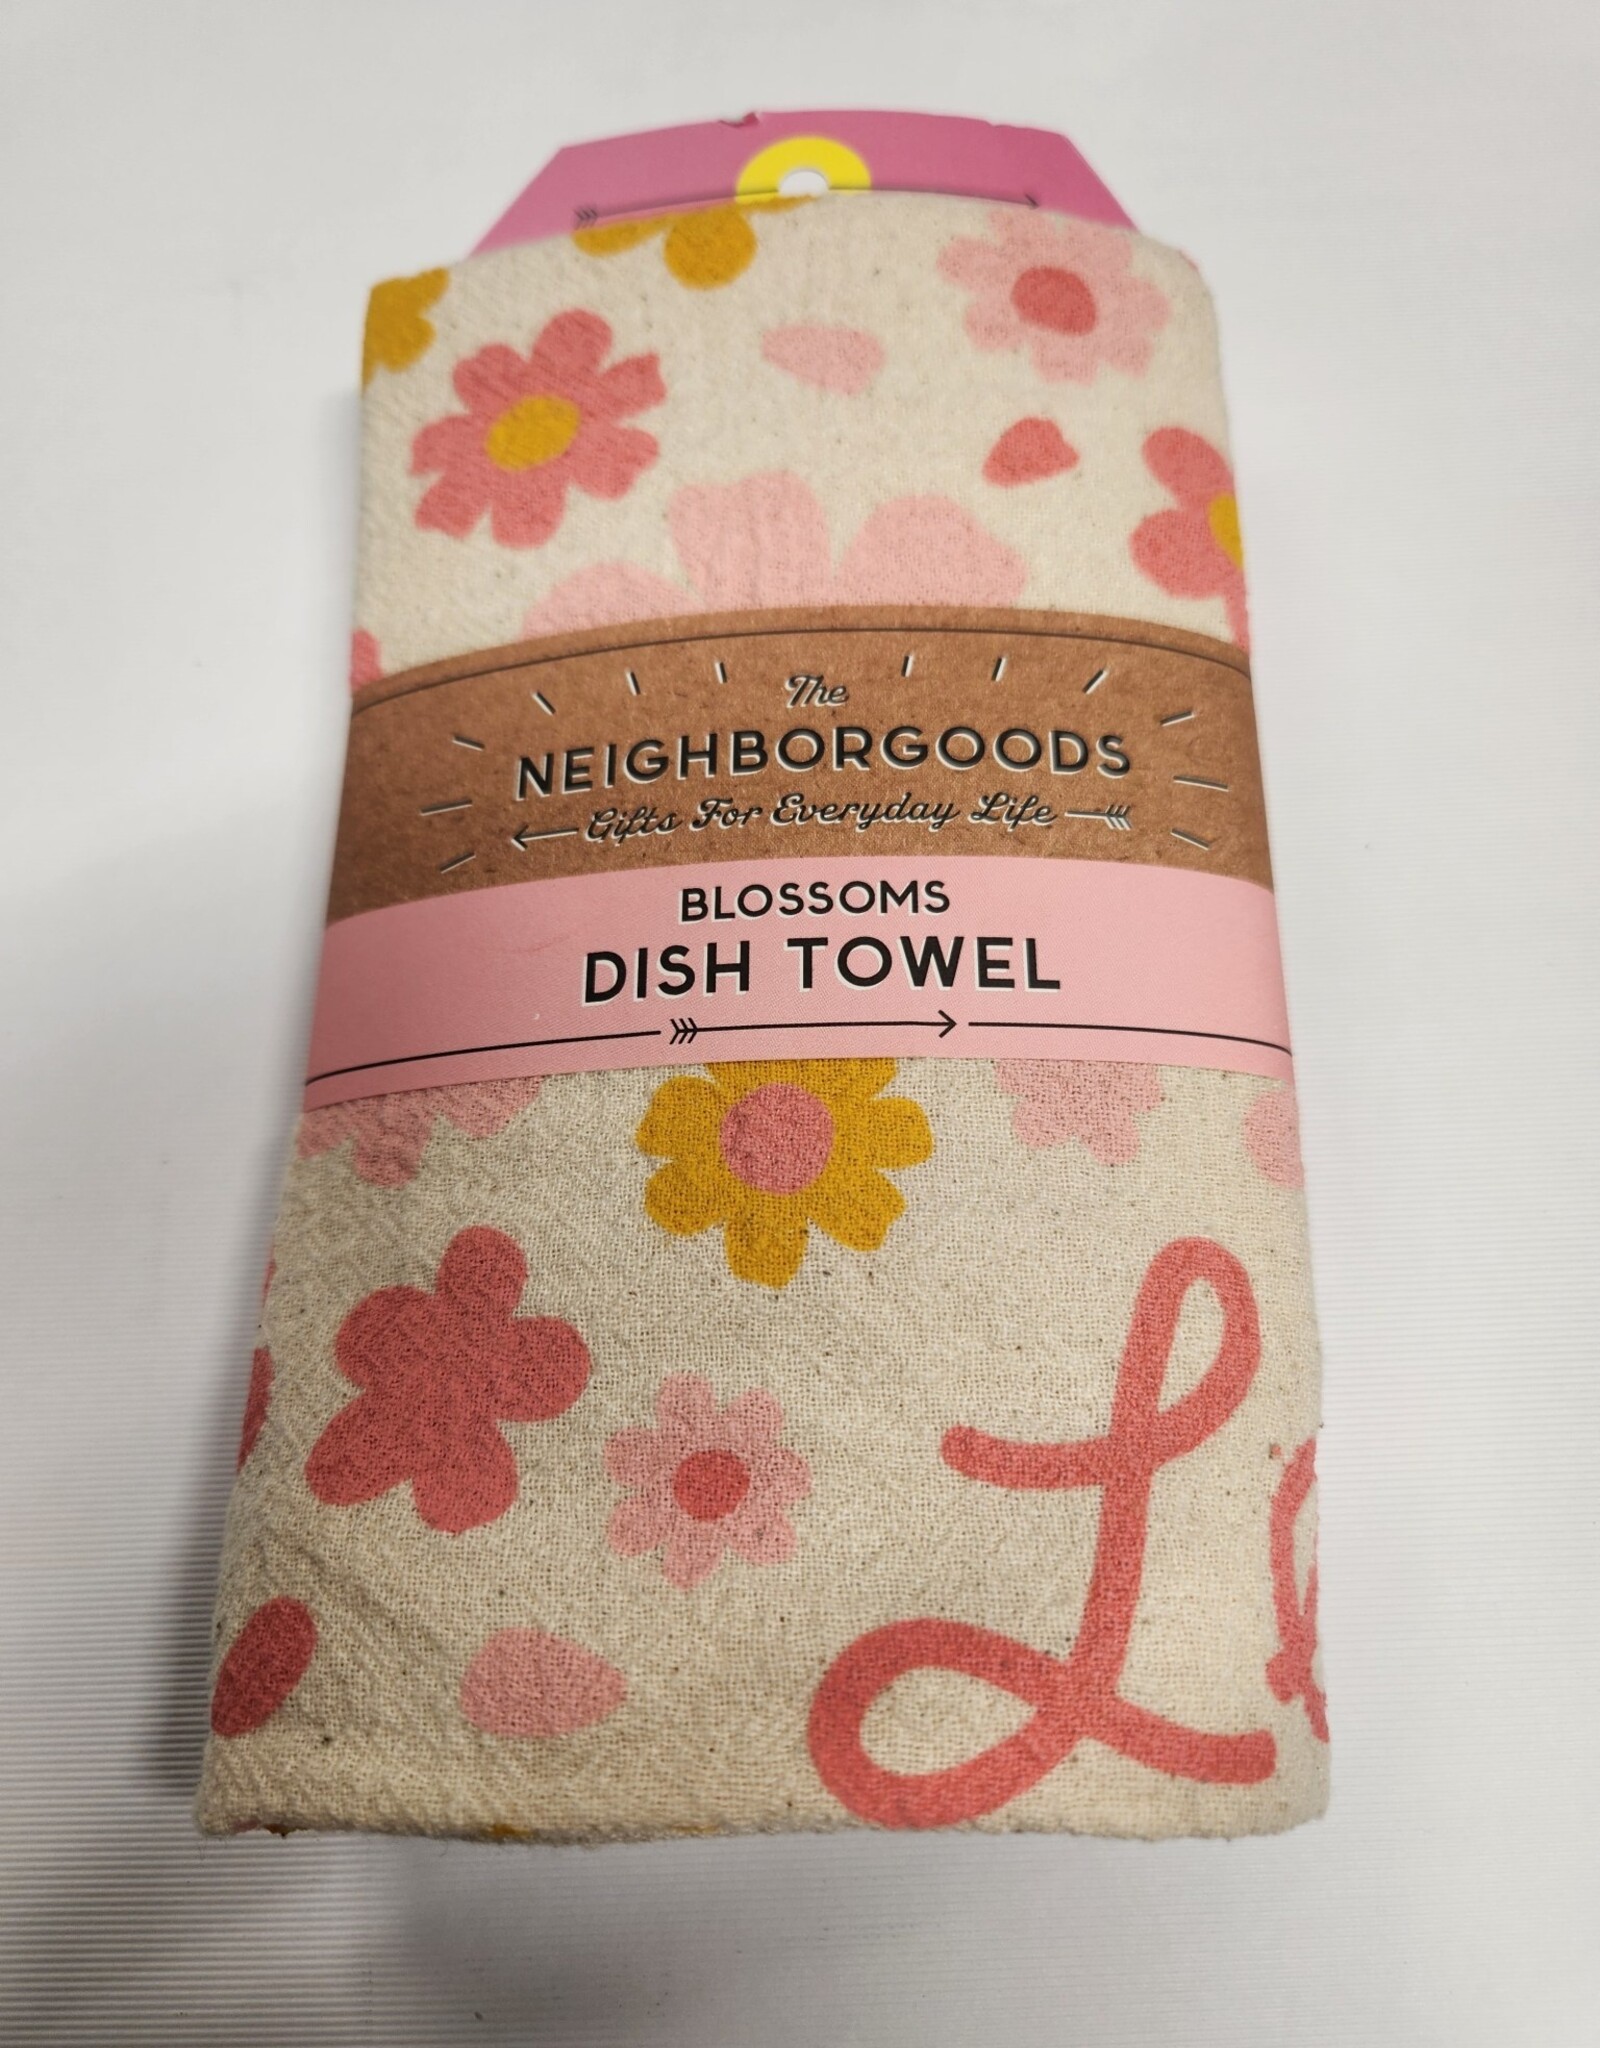 The
NEIGHBORGOODS
Gifts For Everyday Life
BLOSSOMS
DISH TOWEL